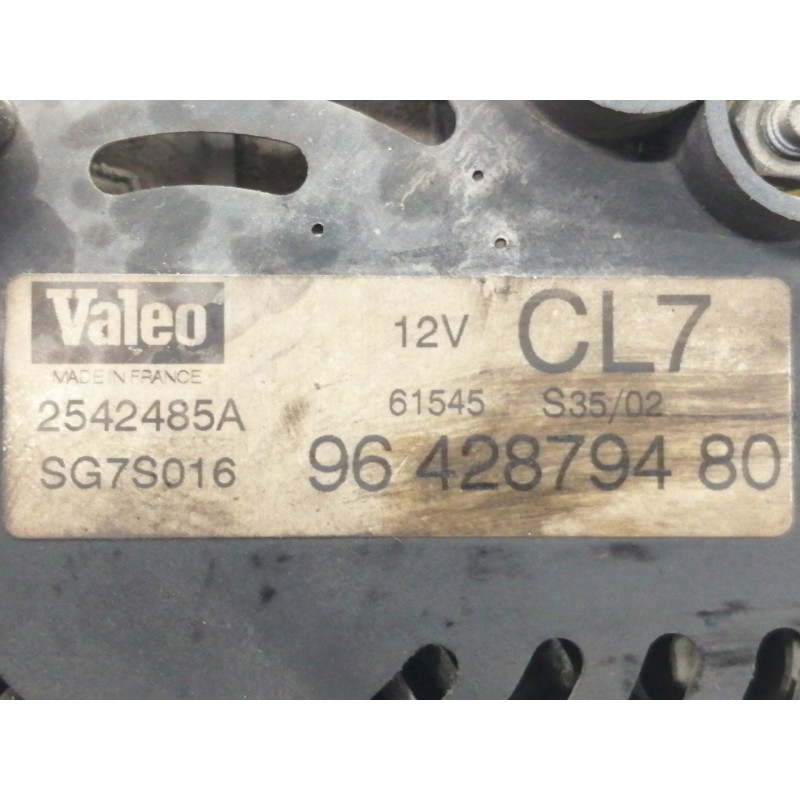 Valeo 12V CL7
MADE IN FRANCE
2542485A 61545 S35/02
SG7S016 96 428794 80